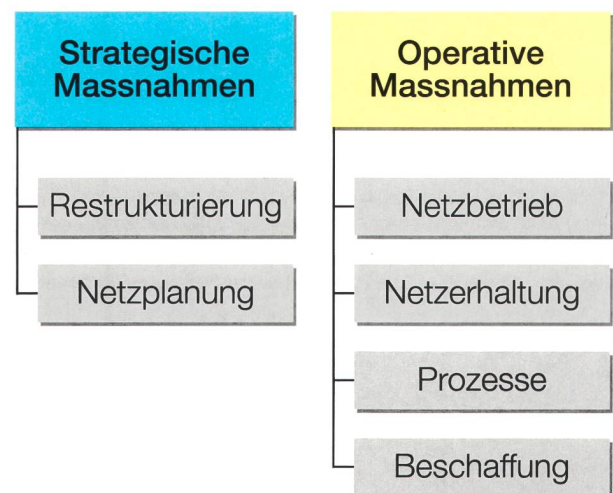 Strategische
Massnahmen
Restrukturierung
Netzplanung
Operative
Massnahmen
Netzbetrieb
Netzerhaltung
Prozesse
Beschaffung